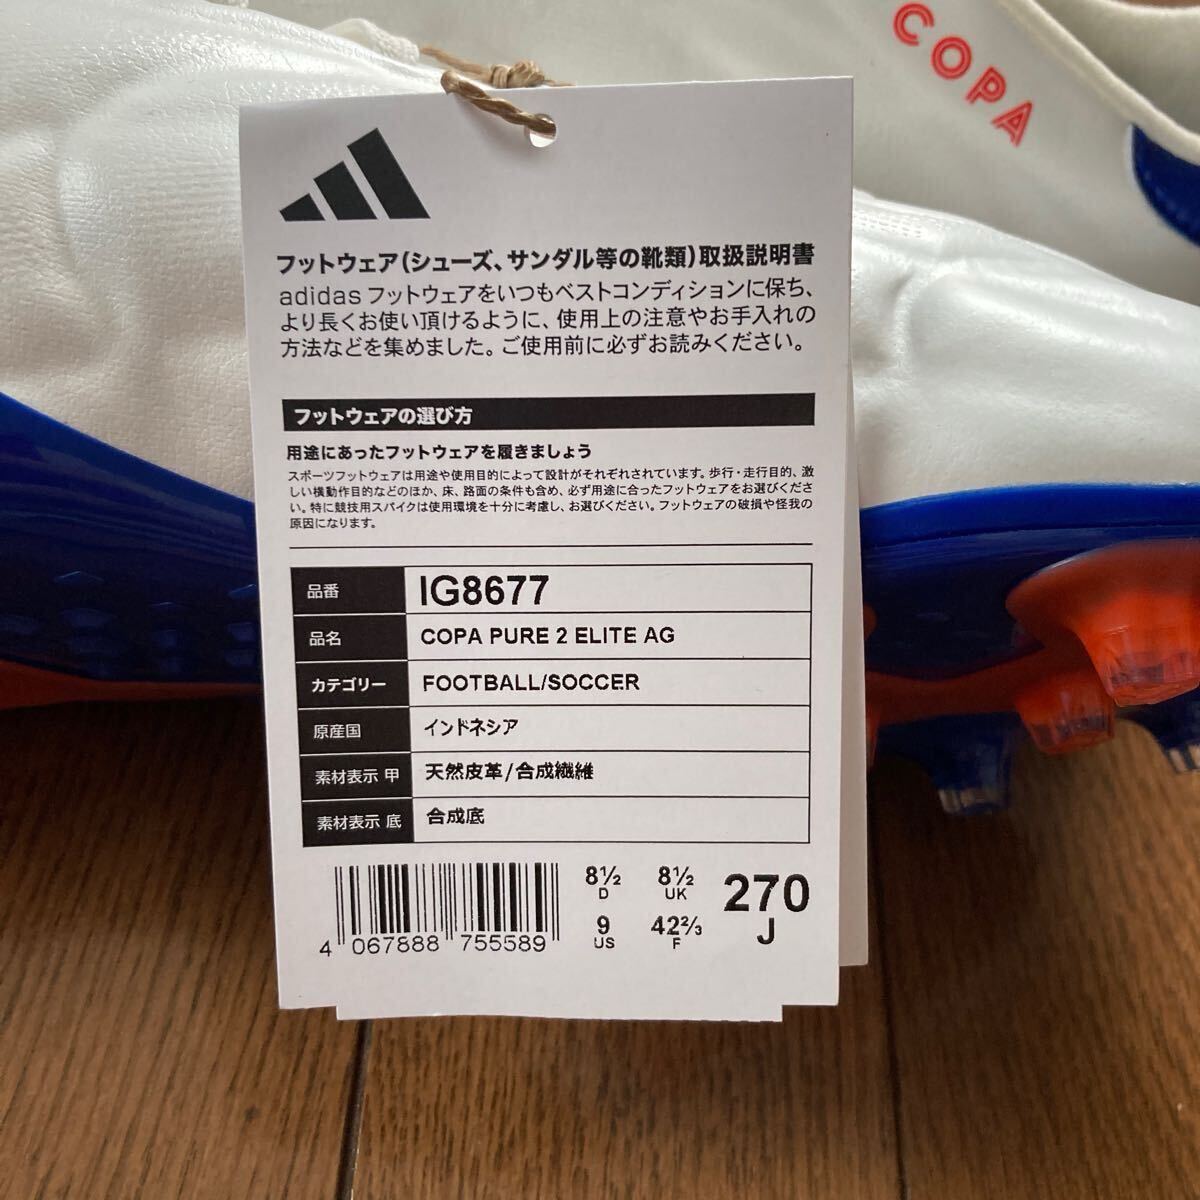 COPA
フットウェア(シューズ、サンダル等の靴類)取扱説明書
adidas フットウェアをいつもベストコンディションに保ち、
より長くお使い頂けるように、使用上の注意やお手入れの
方法などを集めました。ご使用前に必ずお読みください。
フットウェアの選び方
用途にあったフットウェアを履きましょう
スポーツフットウェアは用途や使用目的によって設計がそれぞれされています。歩行・走行目的、激
しい横動作目的などのほか、床、路面の条件も含め、必ず用途に合ったフットウェアをお選びくださ
い。特に競技用スパイクは使用環境を十分に考慮し、お選びください。フットウェアの破損や怪我の
原因になります。
品番 IG8677
品名 COPA PURE 2 ELITE AG
カテゴリー FOOTBALL/SOCCER
原産国 インドネシア
素材表示 甲 天然皮革/合成繊維
素材表示 底 合成底
8½ D 8½ UK 270 J
9 US 42⅔ F
4 067888 755589